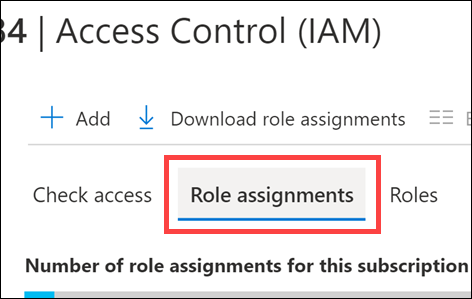 34 | Access Control (IAM)
Add Download role assignments
Check access Role assignments Roles
Number of role assignments for this subscription